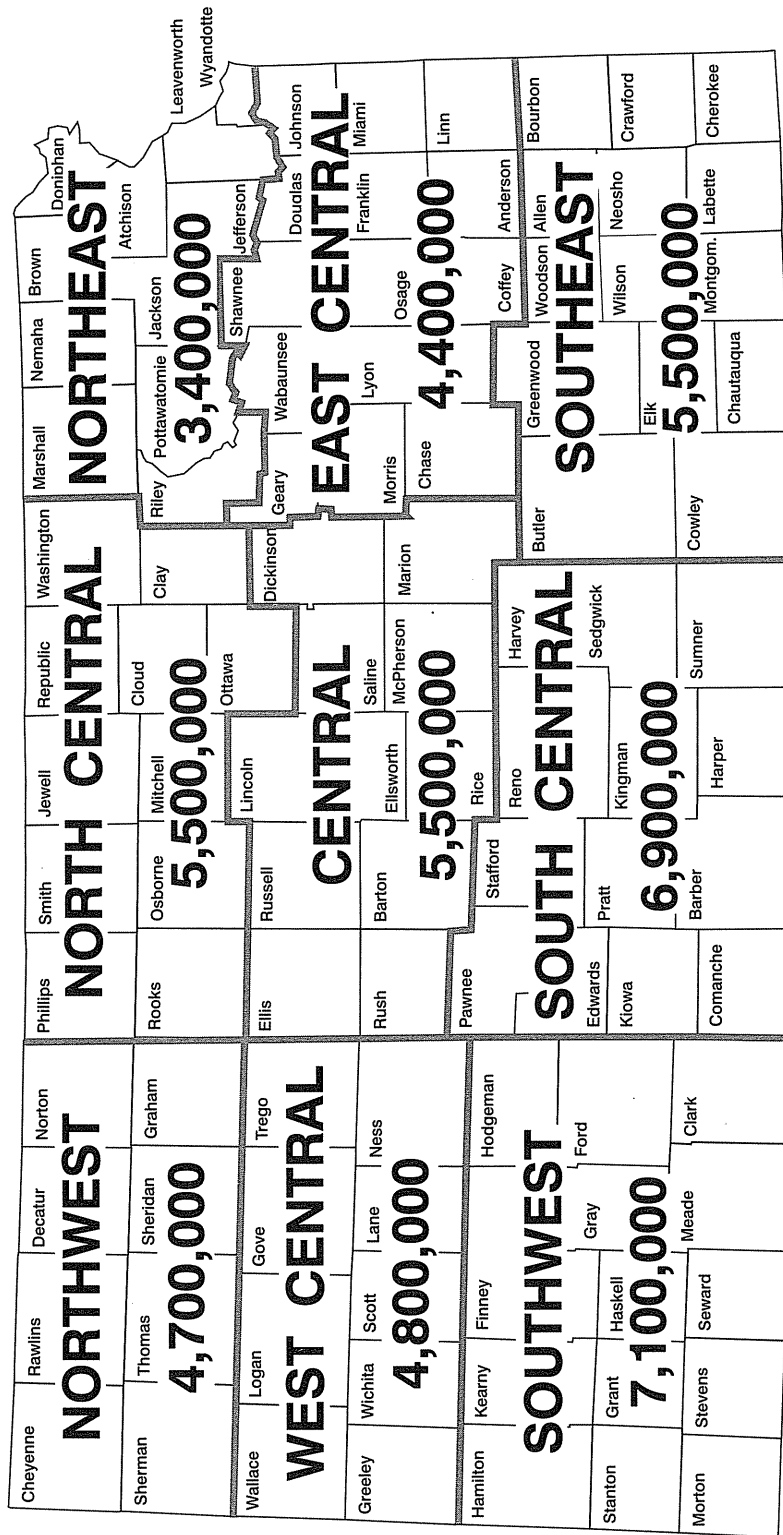 Cheyenne Rawlins Decatur Norton Phillips Smith Jewell Republic Washington Marshall Nemaha Brown Doniphan
NORTHWEST
NORTH CENTRAL
NORTHEAST
Atchison
Leavenworth
Wyandotte
Sherman Thomas Sheridan Graham Rooks Osborne Mitchell Cloud Clay Riley Pottawatomie Jackson Jefferson
4,700,000
5,500,000
3,400,000
Ottawa
Shawnee
Wallace Logan Gove Trego Ellis Russell Lincoln Dickinson Geary Wabaunsee Douglas Johnson
WEST CENTRAL
CENTRAL
EAST CENTRAL
Saline Morris Lyon Osage Franklin Miami
Greeley Wichita Scott Lane Ness Rush Barton Ellsworth McPherson Marion Chase
4,800,000
5,500,000
4,400,000
Rice Coffey Anderson Linn
Hamilton Kearny Finney Hodgeman Pawnee Stafford Reno Harvey Butler Greenwood Woodson Allen Bourbon
SOUTHWEST
SOUTH CENTRAL
SOUTHEAST
Edwards Sedgwick
Stanton Grant Haskell Gray Ford Kiowa Pratt Kingman Elk Wilson Neosho Crawford
7,100,000
6,900,000
5,500,000
Morton Stevens Seward Meade Clark Comanche Barber Harper Sumner Cowley Chautauqua Montgom. Labette Cherokee